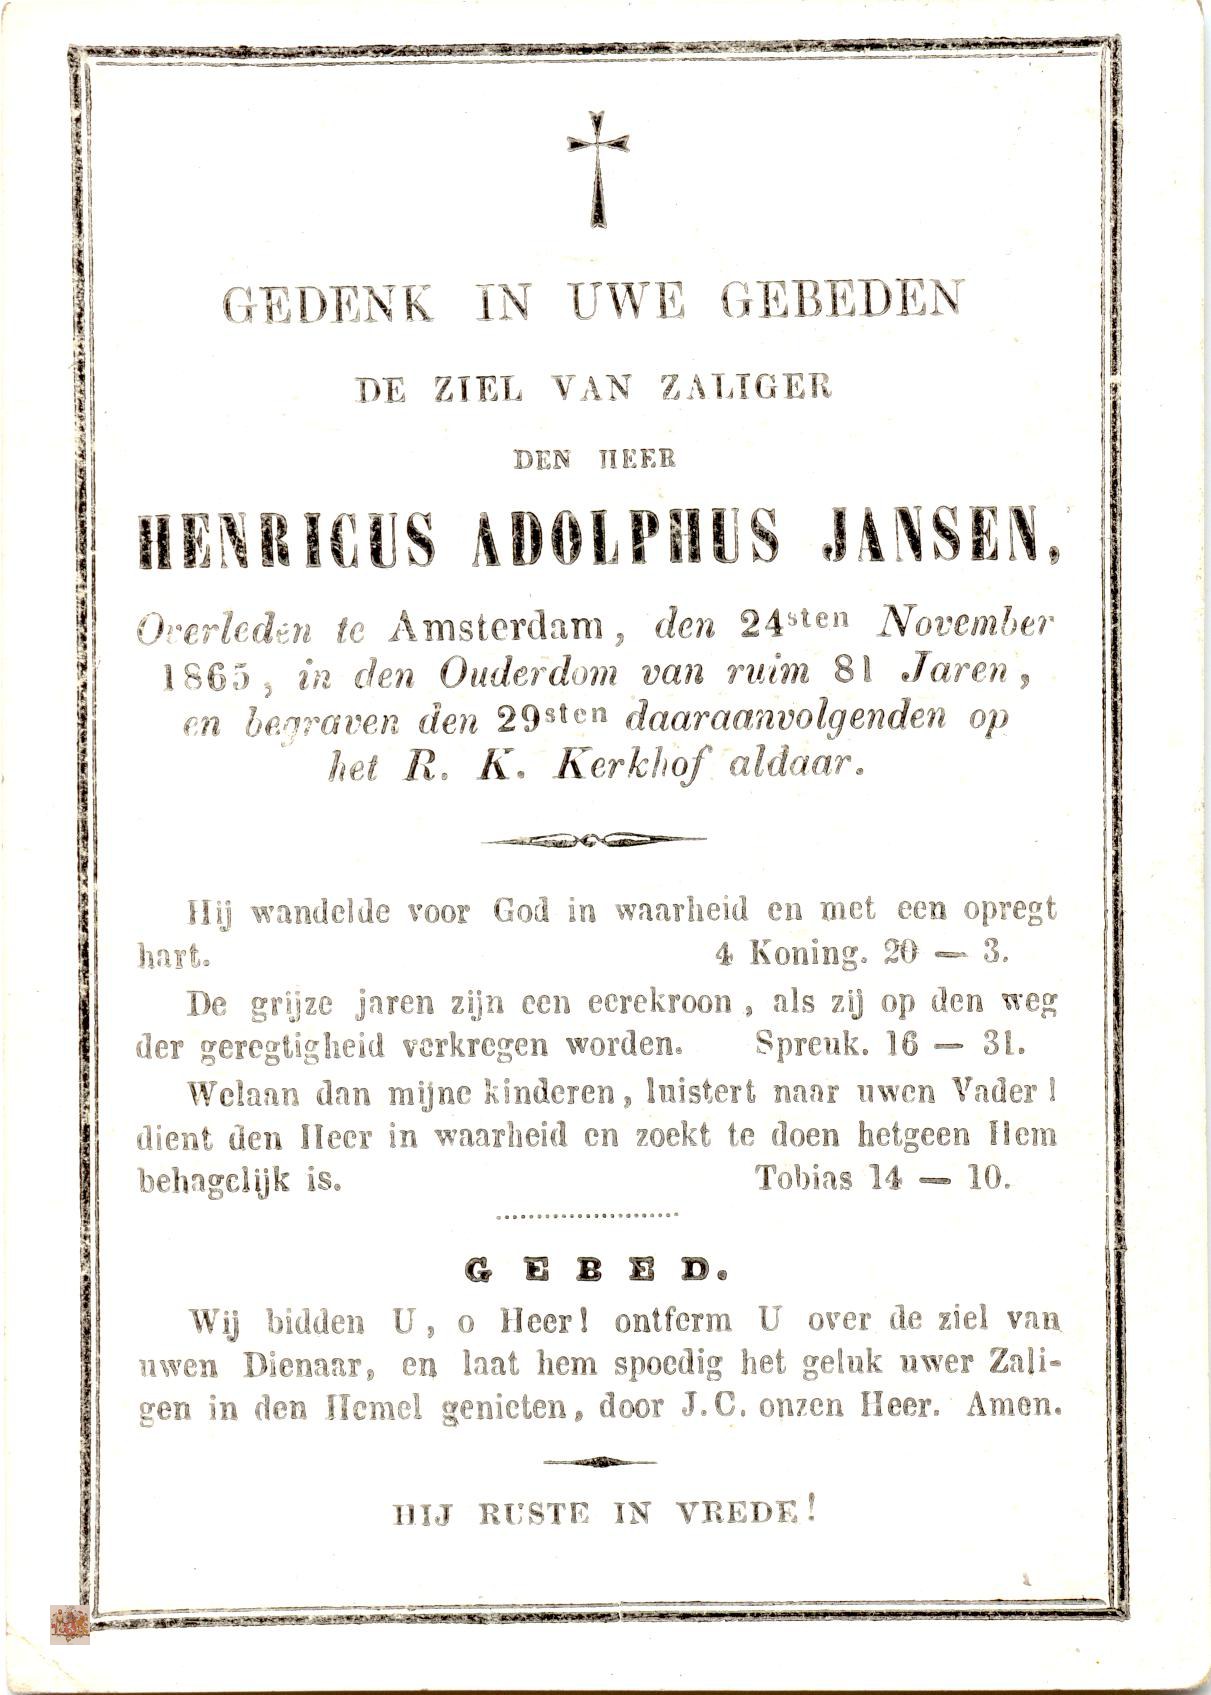 GEDENK IN UWE GEBEDEN
DE ZIEL VAN ZALIGER
DEN HEER
HENRICUS ADOLPHUS JANSEN,
Overleden te Amsterdam, den 24sten November
1865, in den Ouderdom van ruim 81 Jaren,
en begraven den 29sten daaraanvolgenden op
het R. K. Kerkhof aldaar.
Hij wandelde voor God in waarheid en met een opregt
hart. 4 Koning. 20 — 3.
De grijze jaren zijn een eerekroon, als zij op den weg
der geregtigheid verkregen worden. Spreuk. 16 — 31.
Welaan dan mijne kinderen, luistert naar uwen Vader!
dient den Heer in waarheid en zoekt te doen hetgeen Hem
behagelijk is. Tobias 14 — 10.
GEBED.
Wij bidden U, o Heer! ontferm U over de ziel van
uwen Dienaar, en laat hem spoedig het geluk uwer Zali-
gen in den Hemel genieten, door J. C. onzen Heer. Amen.
HIJ RUSTE IN VREDE!